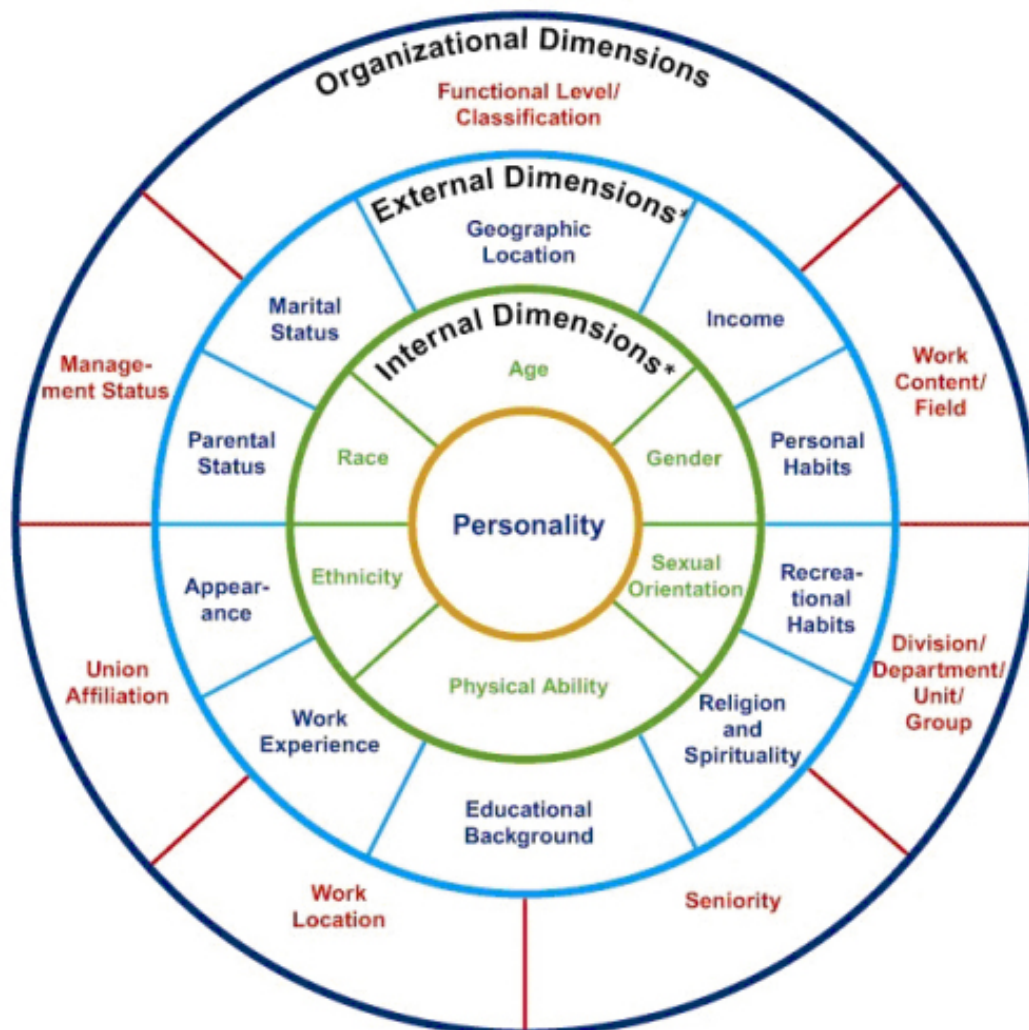 Organizational Dimensions
Functional Level/
Classification
External Dimensions*
Geographic
Location
Marital
Status
Income
Internal Dimensions*
Age
Manage-
ment Status
Work
Content/
Field
Parental
Status
Race
Gender
Personal
Habits
Personality
Appear-
ance
Ethnicity
Sexual
Orientation
Recrea-
tional
Habits
Union
Affiliation
Division/
Department/
Unit/
Group
Physical Ability
Work
Experience
Religion
and
Spirituality
Educational
Background
Work
Location
Seniority